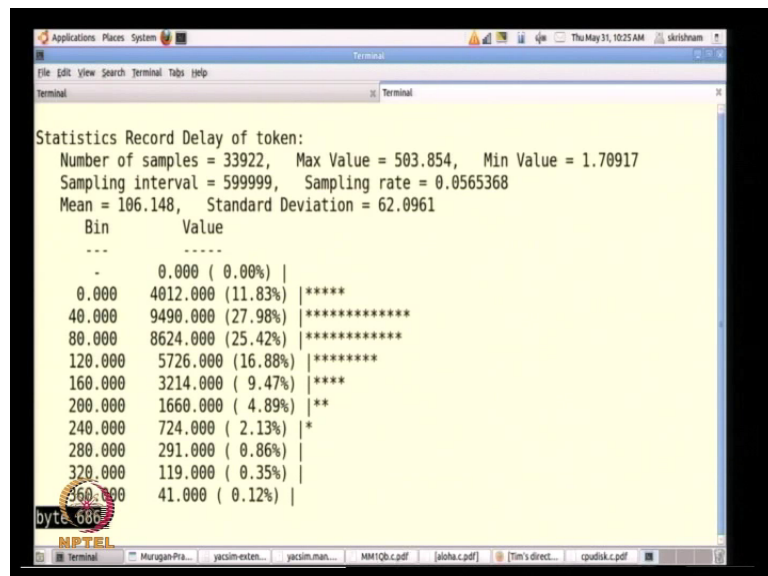 Applications Places System Thu May 31, 10:25 AM skrishnam
Terminal
File Edit View Search Terminal Tabs Help
Terminal Terminal
Statistics Record Delay of token:
Number of samples = 33922, Max Value = 503.854, Min Value = 1.70917
Sampling interval = 599999, Sampling rate = 0.0565368
Mean = 106.148, Standard Deviation = 62.0961
Bin Value
--- -----
- 0.000 ( 0.00%) |
0.000 4012.000 (11.83%) |*****
40.000 9490.000 (27.98%) |*************
80.000 8624.000 (25.42%) |************
120.000 5726.000 (16.88%) |********
160.000 3214.000 ( 9.47%) |****
200.000 1660.000 ( 4.89%) |**
240.000 724.000 ( 2.13%) |*
280.000 291.000 ( 0.86%) |
320.000 119.000 ( 0.35%) |
360.000 41.000 ( 0.12%) |
byte 686
NPTEL
Terminal Murugan-Pra... yacsim-exten... yacsim.man.... MM1Qb.c.pdf [aloha.c.pdf] [Tim's direct... cpudisk.c.pdf